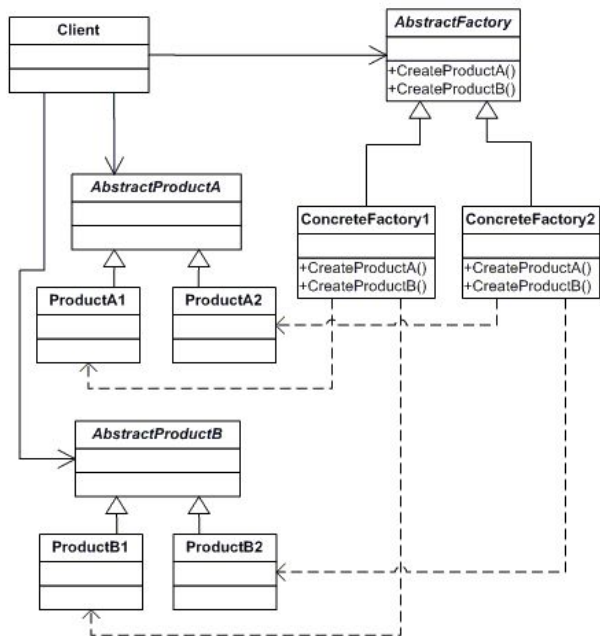 Client
AbstractFactory
+CreateProductA()
+CreateProductB()
AbstractProductA
ConcreteFactory1
+CreateProductA()
+CreateProductB()
ConcreteFactory2
+CreateProductA()
+CreateProductB()
ProductA1
ProductA2
AbstractProductB
ProductB1
ProductB2